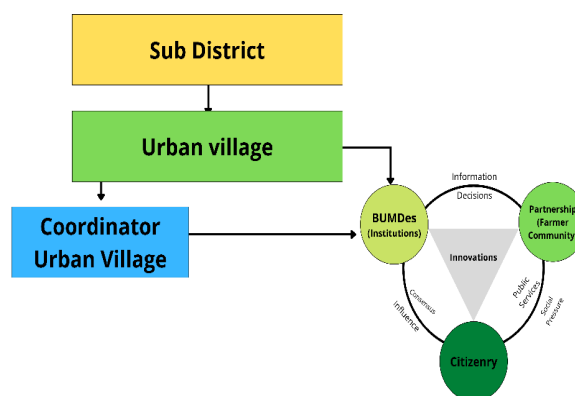 Sub District
Urban village
Coordinator
Urban Village
BUMDes
(Institutions)
Information
Decisions
Partnership
(Farmer
Community
Innovations
Consensus
Influence
Public
Services
Social
Pressure
Citizenry